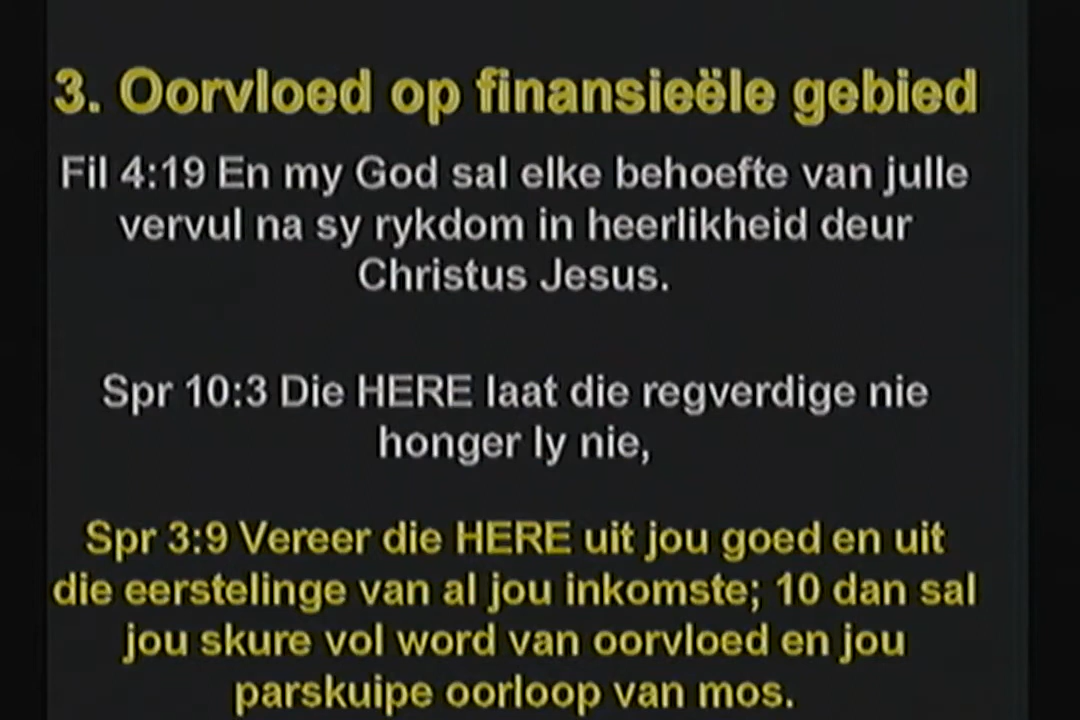 3. Oorvloed op finansieële gebied
Fil 4:19 En my God sal elke behoefte van julle
vervul na sy rykdom in heerlikheid deur
Christus Jesus.
Spr 10:3 Die HERE laat die regverdige nie
honger ly nie,
Spr 3:9 Vereer die HERE uit jou goed en uit
die eerstelinge van al jou inkomste; 10 dan sal
jou skure vol word van oorvloed en jou
parskuipe oorloop van mos.